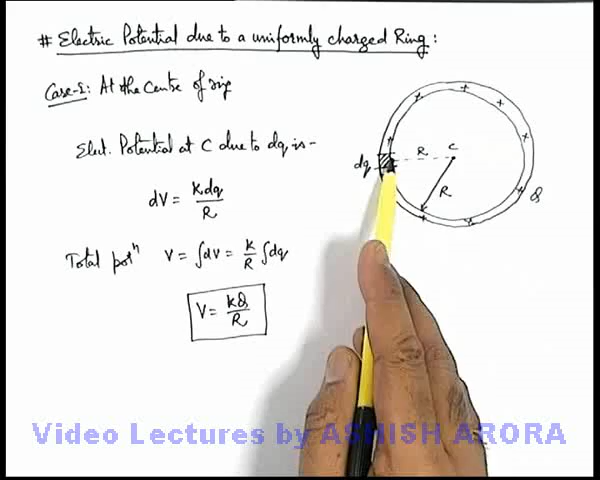 # Electric Potential due to a uniformly charged Ring:
Case-I: At the Centre of ring
Elect. Potential at C due to dq is -
dV = Kdq/R
Total potⁿ V = ∫dV = K/R ∫dq
V = KQ/R
dq R C
R
Q
+ + + + + + + +
Video Lectures by ASHISH ARORA